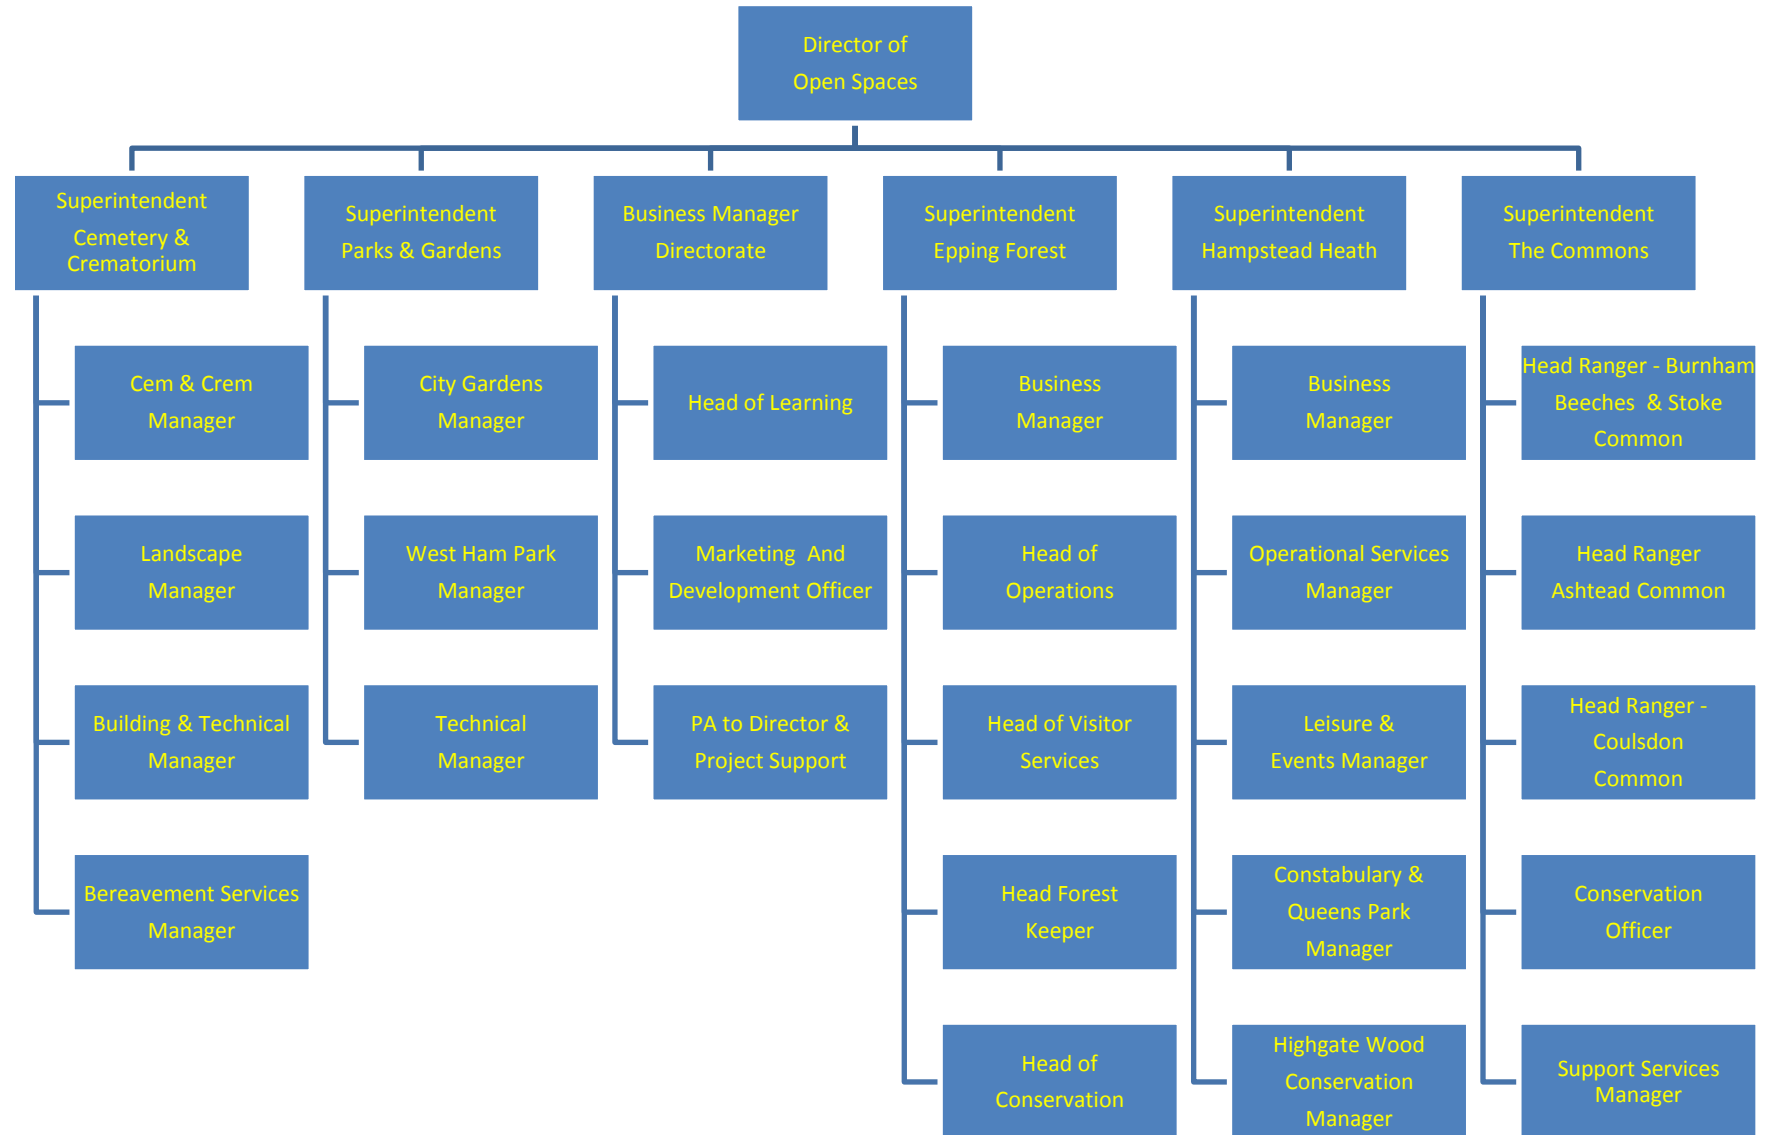 Director of
Open Spaces
Superintendent
Cemetery &
Crematorium
Superintendent
Parks & Gardens
Business Manager
Directorate
Superintendent
Epping Forest
Superintendent
Hampstead Heath
Superintendent
The Commons
Cem & Crem
Manager
Landscape
Manager
Building & Technical
Manager
Bereavement Services
Manager
City Gardens
Manager
West Ham Park
Manager
Technical
Manager
Head of Learning
Marketing And
Development Officer
PA to Director &
Project Support
Business
Manager
Head of
Operations
Head of Visitor
Services
Head Forest
Keeper
Head of
Conservation
Business
Manager
Operational Services
Manager
Leisure &
Events Manager
Constabulary &
Queens Park
Manager
Highgate Wood
Conservation
Manager
Head Ranger - Burnham
Beeches & Stoke
Common
Head Ranger
Ashtead Common
Head Ranger -
Coulsdon
Common
Conservation
Officer
Support Services
Manager